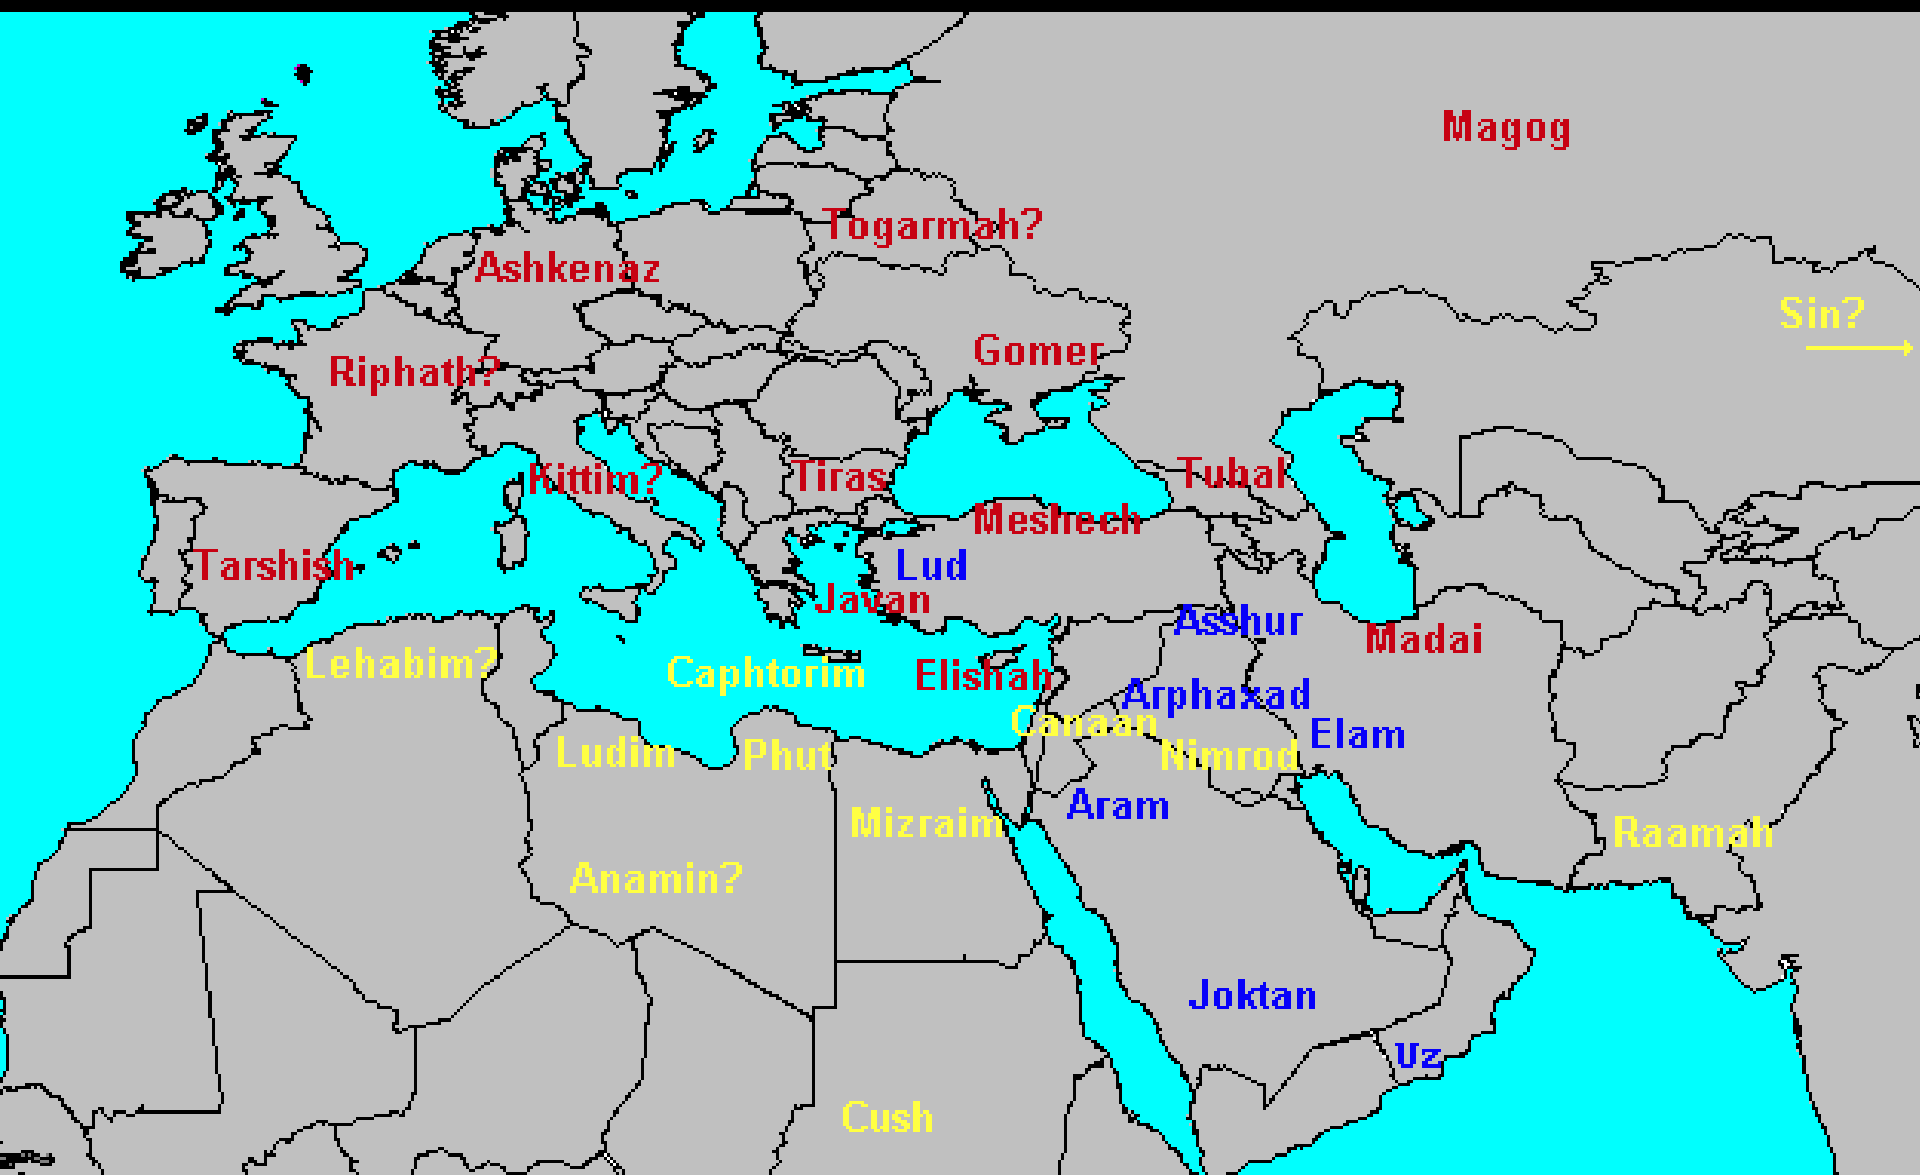 Magog
Togarmah?
Ashkenaz
Sin?
Gomer
Riphath?
Kittim?
Tiras
Tubal
Meshech
Tarshish
Lud
Javan
Asshur
Madai
Lehabim?
Caphtorim
Elishah
Arphaxad
Canaan
Elam
Ludim
Phut
Nimrod
Aram
Mizraim
Raamah
Anamin?
Joktan
Uz
Cush